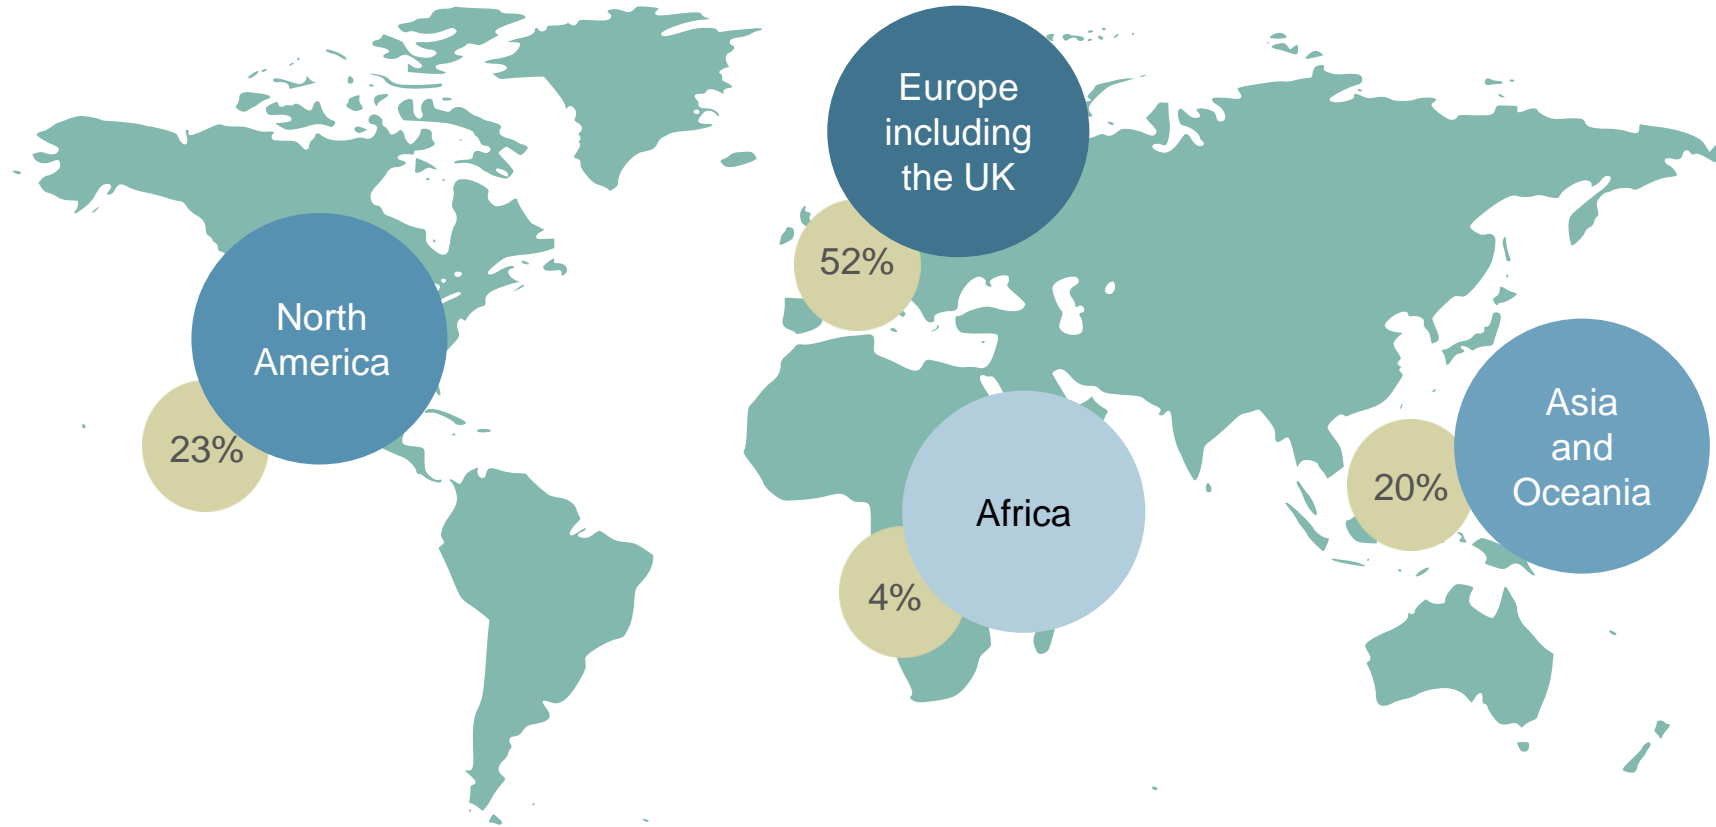 Europe
including
the UK
52%
North
America
23%
Asia
and
Oceania
20%
Africa
4%